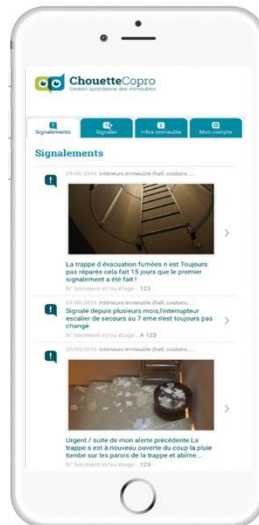 ChouetteCopro
Gestion quotidienne des immeubles
Signalements
Signaler
Infos immeuble
Mon compte
Signalements
Intérieurs immeuble (hall, couloirs, ...
La trappe d évacuation fumées n est Toujours
pas réparée cela fait 15 jours que le premier
signalement a été fait !
N° bâtiment et/ou étage : 123
Intérieurs immeuble (hall, couloirs, ...
Signalé depuis plusieurs mois,l'interrupteur
escalier de secours au 7 eme n'est toujours pas
changé
N° bâtiment et/ou étage : A 123
Intérieurs immeuble (hall, couloirs, ...
Urgent / suite de mon alerte précédente La
trappe s est à nouveau ouverte du coup la pluie
tombe sur les parois de la trappe et abîme...
N° bâtiment et/ou étage : 123